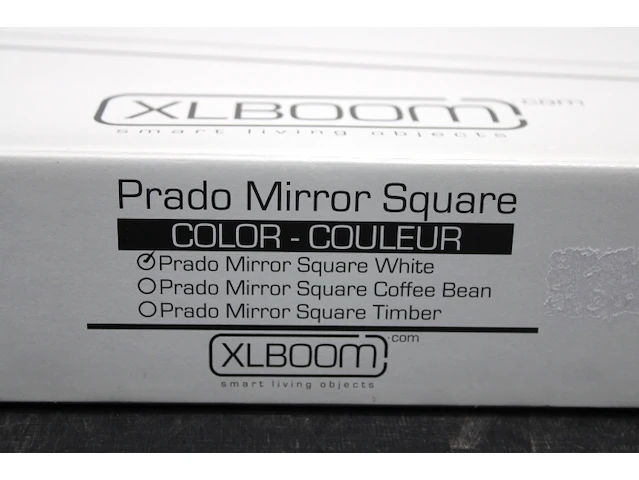 XLBOOM.com
smart living objects
Prado Mirror Square
COLOR - COULEUR
Prado Mirror Square White
Prado Mirror Square Coffee Bean
Prado Mirror Square Timber
XLBOOM.com
smart living objects